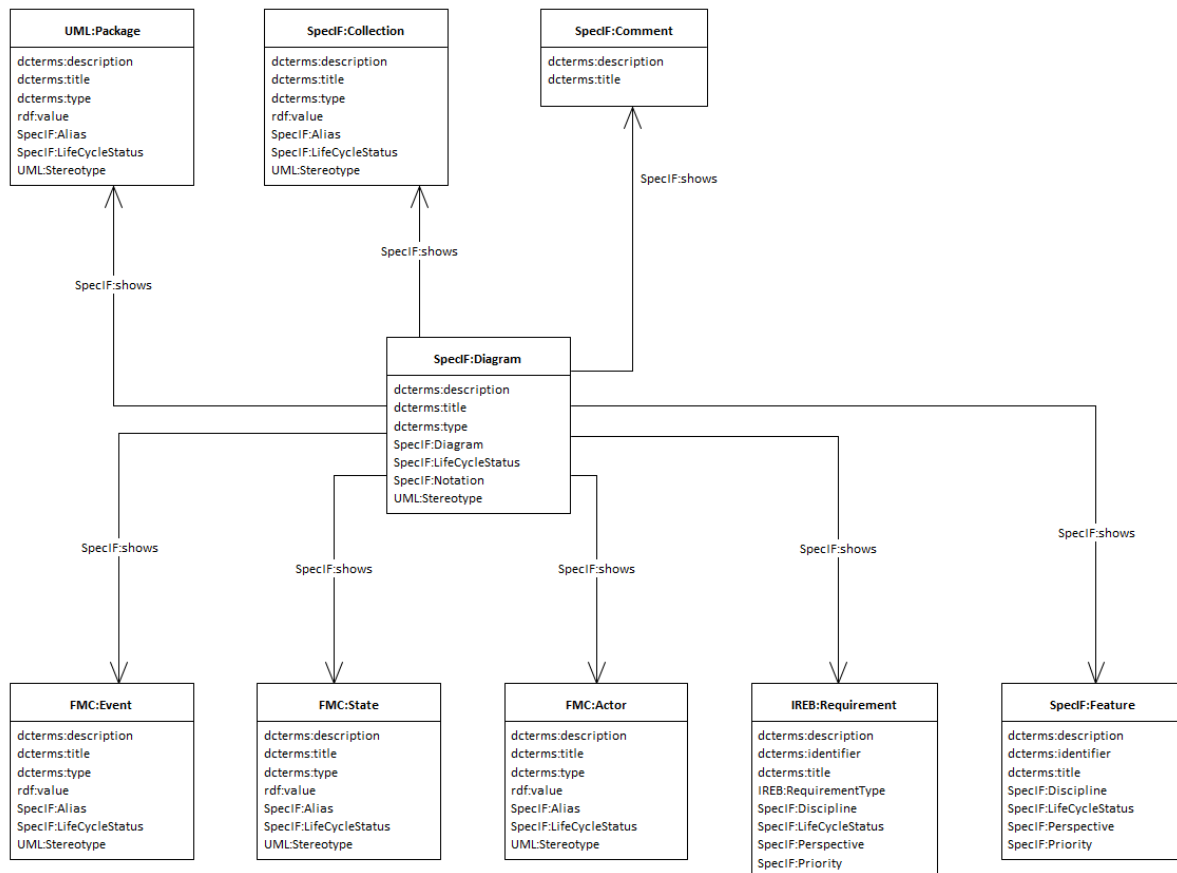 UML:Package
dcterms:description
dcterms:title
dcterms:type
rdf:value
SpecIF:Alias
SpecIF:LifeCycleStatus
UML:Stereotype
SpecIF:Collection
dcterms:description
dcterms:title
dcterms:type
rdf:value
SpecIF:Alias
SpecIF:LifeCycleStatus
UML:Stereotype
SpecIF:Comment
dcterms:description
dcterms:title
SpecIF:shows
SpecIF:shows
SpecIF:shows
SpecIF:Diagram
dcterms:description
dcterms:title
dcterms:type
SpecIF:Diagram
SpecIF:LifeCycleStatus
SpecIF:Notation
UML:Stereotype
SpecIF:shows
SpecIF:shows
SpecIF:shows
SpecIF:shows
SpecIF:shows
FMC:Event
dcterms:description
dcterms:title
dcterms:type
rdf:value
SpecIF:Alias
SpecIF:LifeCycleStatus
UML:Stereotype
FMC:State
dcterms:description
dcterms:title
dcterms:type
rdf:value
SpecIF:Alias
SpecIF:LifeCycleStatus
UML:Stereotype
FMC:Actor
dcterms:description
dcterms:title
dcterms:type
rdf:value
SpecIF:Alias
SpecIF:LifeCycleStatus
UML:Stereotype
IREB:Requirement
dcterms:description
dcterms:identifier
dcterms:title
IREB:RequirementType
SpecIF:Discipline
SpecIF:LifeCycleStatus
SpecIF:Perspective
SpecIF:Priority
SpecIF:Feature
dcterms:description
dcterms:identifier
dcterms:title
SpecIF:Discipline
SpecIF:LifeCycleStatus
SpecIF:Perspective
SpecIF:Priority